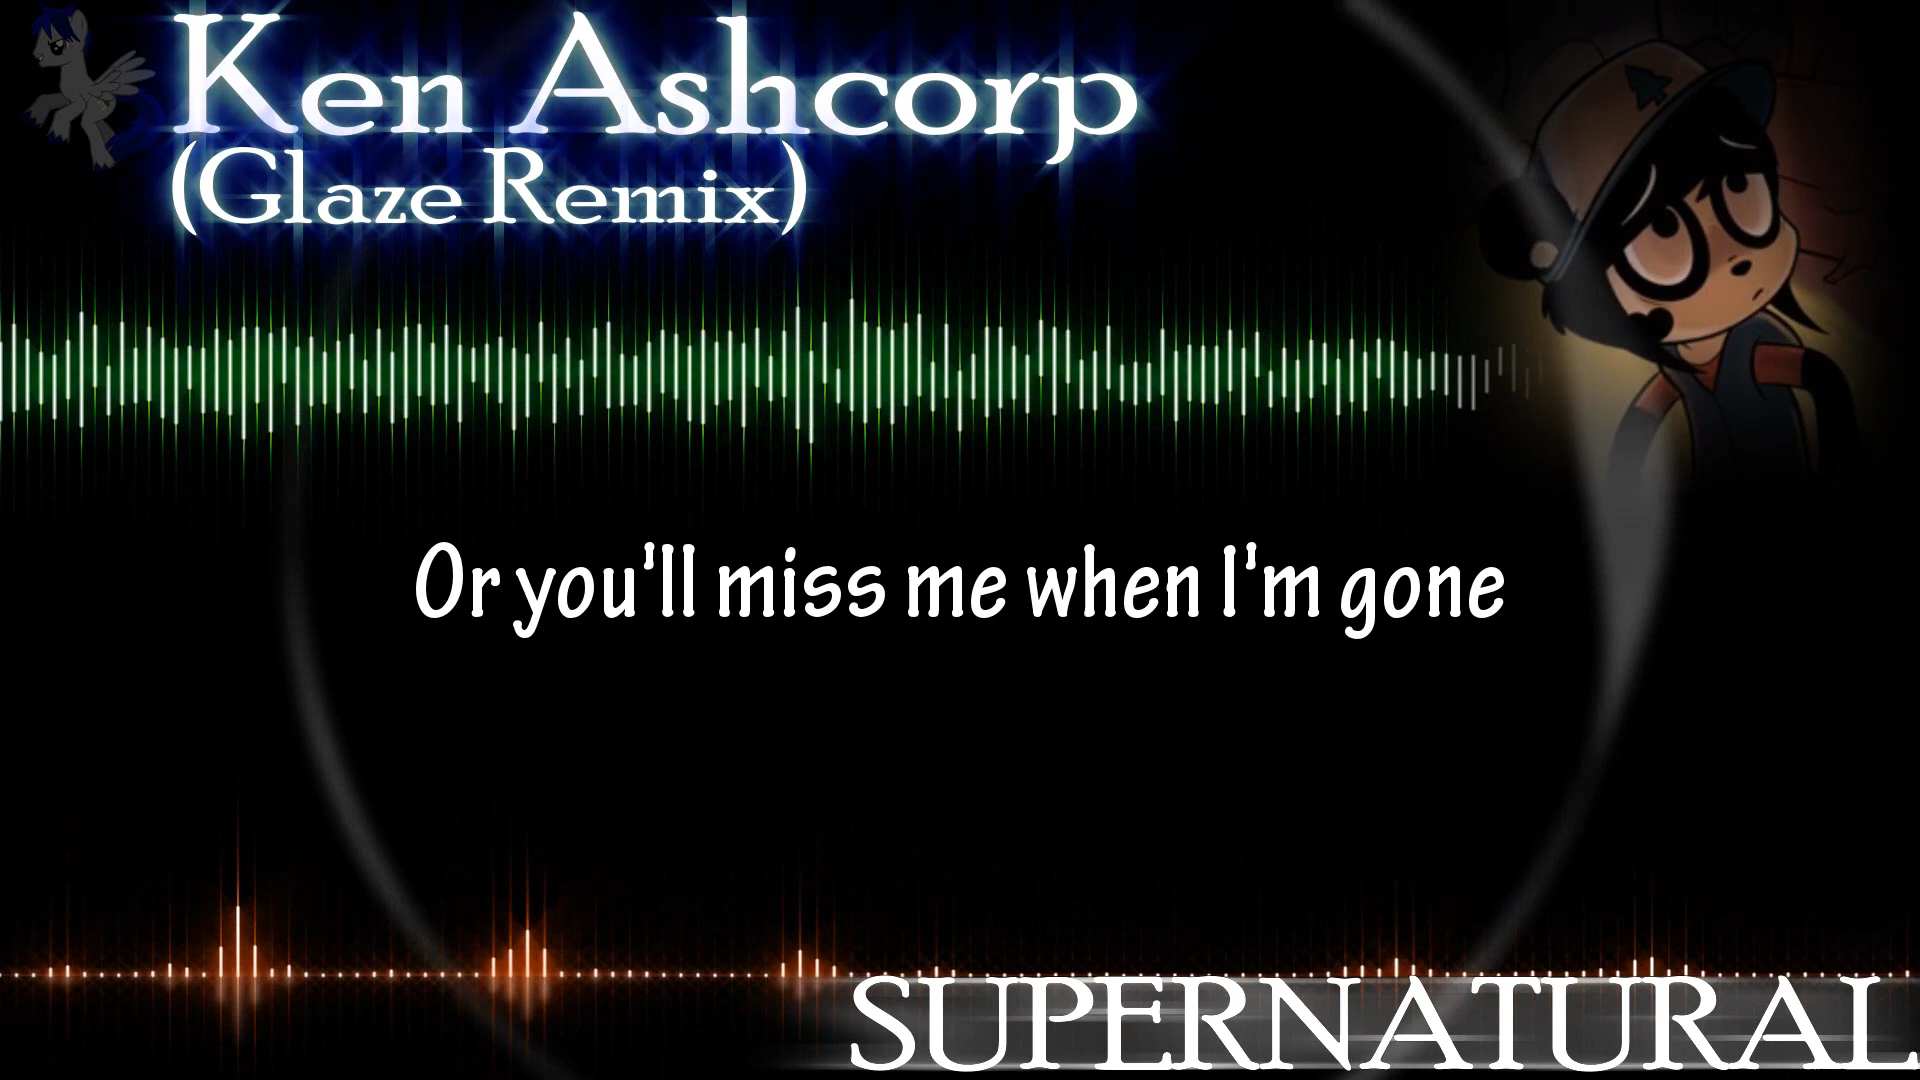 Ken Ashcorp
(Glaze Remix)
Or you'll miss me when I'm gone
SUPERNATURAL